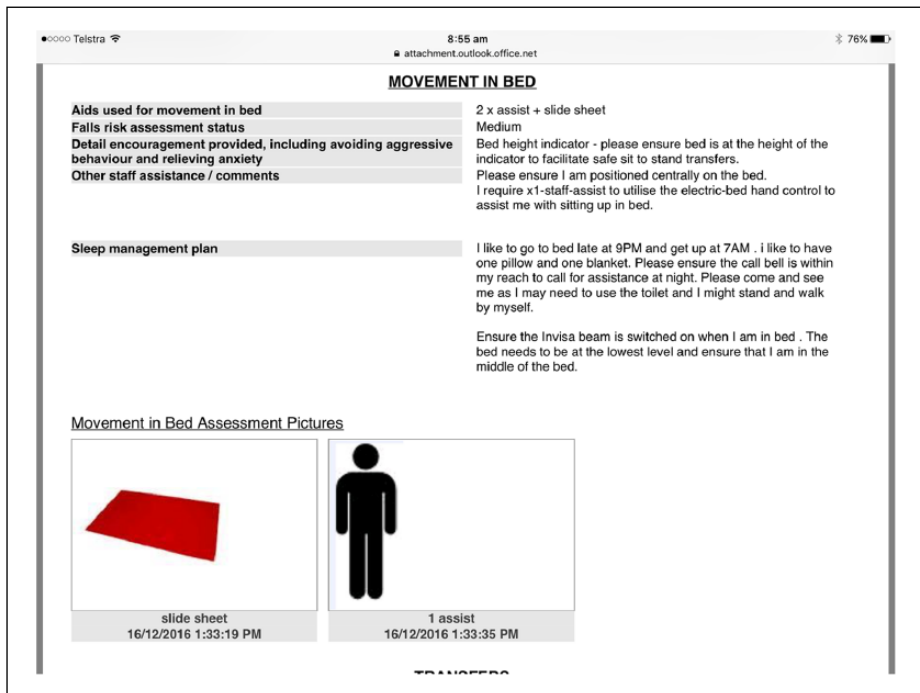 Telstra 8:55 am 76%
attachment.outlook.office.net
MOVEMENT IN BED
Aids used for movement in bed 2 x assist + slide sheet
Falls risk assessment status Medium
Detail encouragement provided, including avoiding aggressive
behaviour and relieving anxiety
Bed height indicator - please ensure bed is at the height of the
indicator to facilitate safe sit to stand transfers.
Other staff assistance / comments Please ensure I am positioned centrally on the bed.
I require x1-staff-assist to utilise the electric-bed hand control to
assist me with sitting up in bed.
Sleep management plan I like to go to bed late at 9PM and get up at 7AM . i like to have
one pillow and one blanket. Please ensure the call bell is within
my reach to call for assistance at night. Please come and see
me as I may need to use the toilet and I might stand and walk
by myself.
Ensure the Invisa beam is switched on when I am in bed . The
bed needs to be at the lowest level and ensure that I am in the
middle of the bed.
Movement in Bed Assessment Pictures
slide sheet 1 assist
16/12/2016 1:33:19 PM 16/12/2016 1:33:35 PM
TRANSFERS